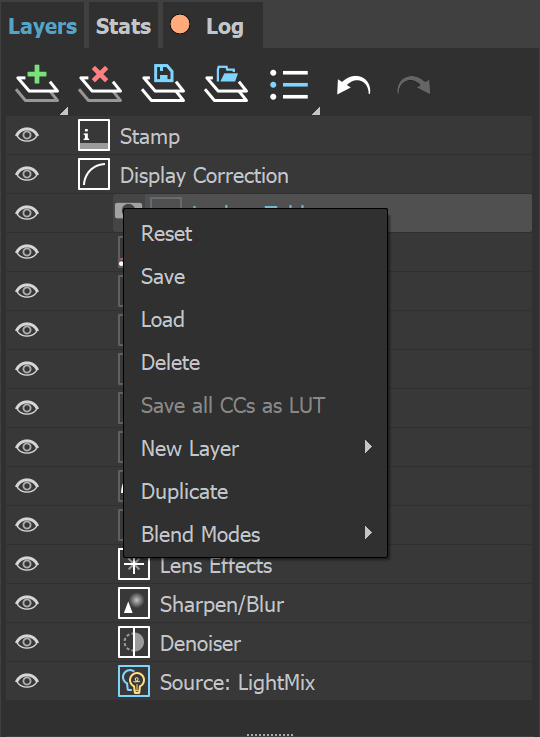 Layers Stats Log
Stamp
Display Correction
Reset
Save
Load
Delete
Save all CCs as LUT
New Layer
Duplicate
Blend Modes
Lens Effects
Sharpen/Blur
Denoiser
Source: LightMix